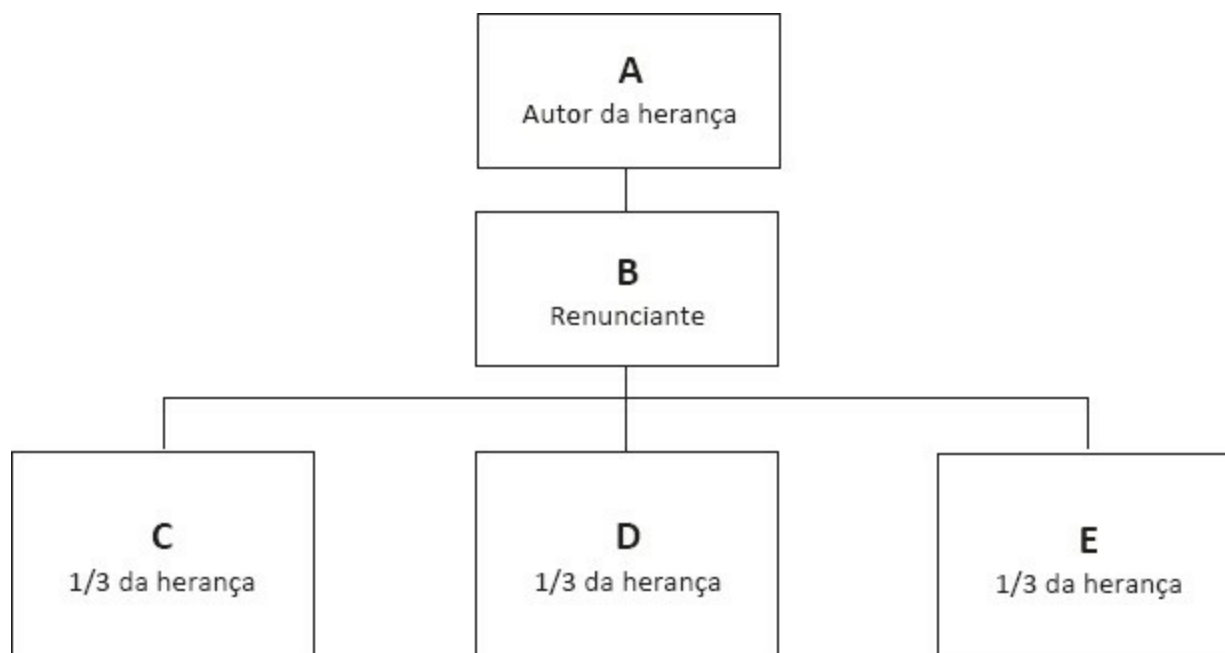 A
Autor da herança
B
Renunciante
C
1/3 da herança
D
1/3 da herança
E
1/3 da herança